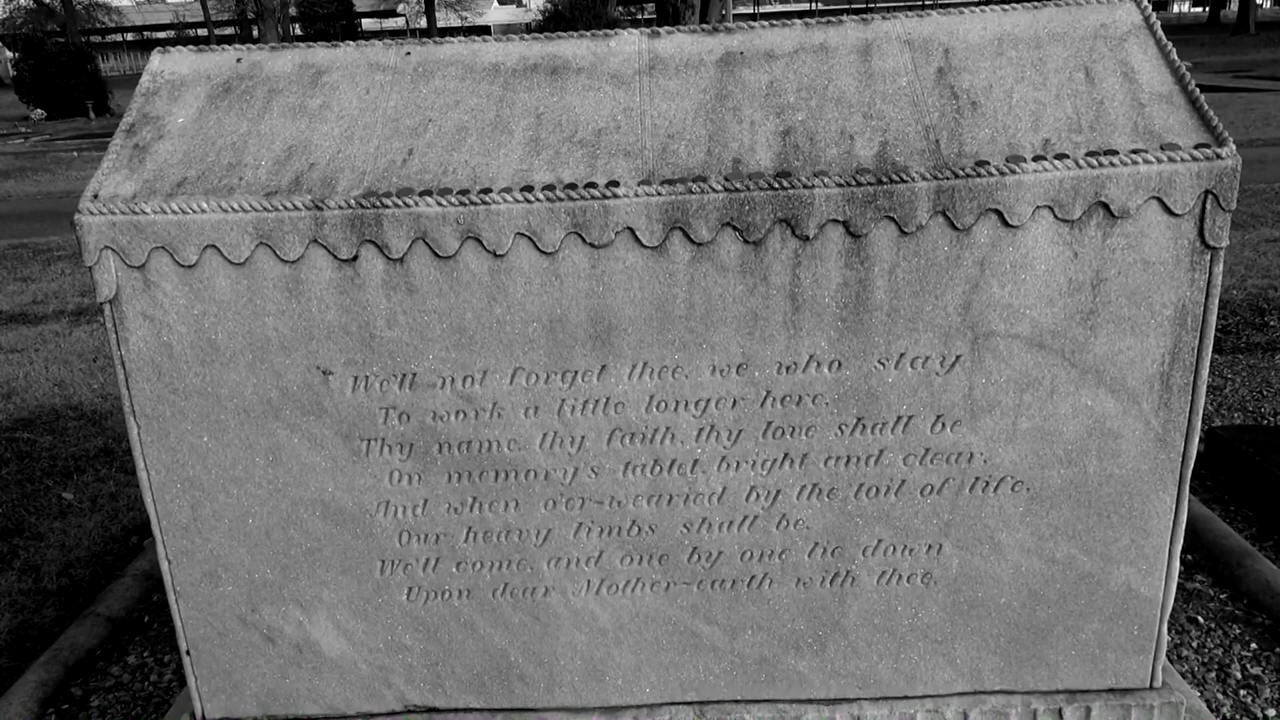 We'll not forget thee, we who stay
To work a little longer here.
Thy name, thy faith, thy love shall be
On memory's tablet, bright and clear.
And when o'er-wearied by the toil of life,
Our heavy limbs shall be.
We'll come, and one by one lie down
Upon dear Mother-earth with thee.